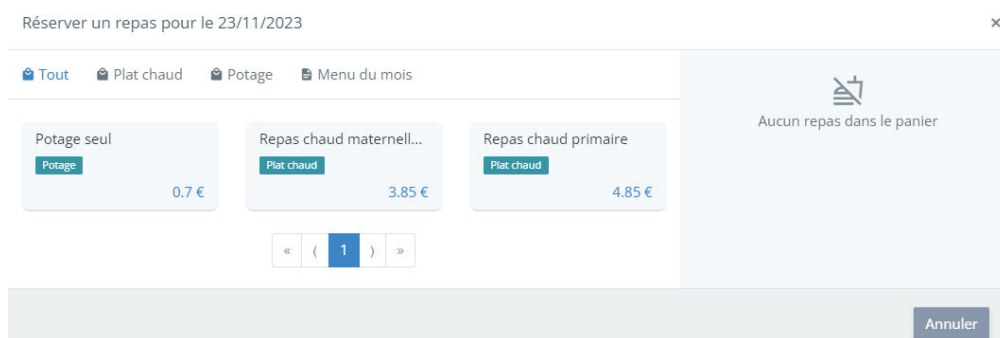 Réserver un repas pour le 23/11/2023
×
Tout Plat chaud Potage Menu du mois
Aucun repas dans le panier
Potage seul
Potage
0.7 €
Repas chaud maternell...
Plat chaud
3.85 €
Repas chaud primaire
Plat chaud
4.85 €
« ⟨ 1 ⟩ »
Annuler